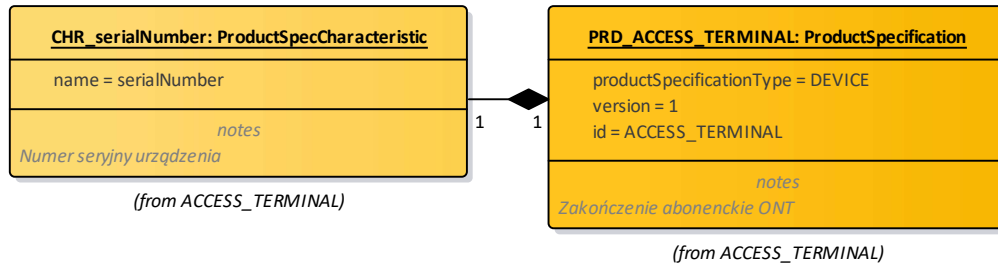 CHR_serialNumber: ProductSpecCharacteristic
name = serialNumber
notes
Numer seryjny urządzenia
(from ACCESS_TERMINAL)
1
1
PRD_ACCESS_TERMINAL: ProductSpecification
productSpecificationType = DEVICE
version = 1
id = ACCESS_TERMINAL
notes
Zakończenie abonenckie ONT
(from ACCESS_TERMINAL)